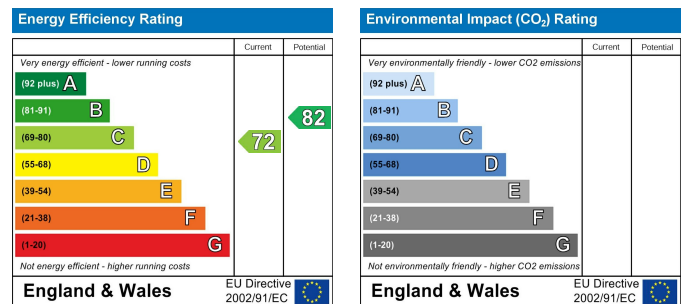 Energy Efficiency Rating
Current Potential
Very energy efficient - lower running costs
(92 plus) A
(81-91) B
(69-80) C
(55-68) D
(39-54) E
(21-38) F
(1-20) G
72
82
Not energy efficient - higher running costs
England & Wales
EU Directive
2002/91/EC
Environmental Impact (CO₂) Rating
Current Potential
Very environmentally friendly - lower CO2 emissions
(92 plus) A
(81-91) B
(69-80) C
(55-68) D
(39-54) E
(21-38) F
(1-20) G
Not environmentally friendly - higher CO2 emissions
England & Wales
EU Directive
2002/91/EC